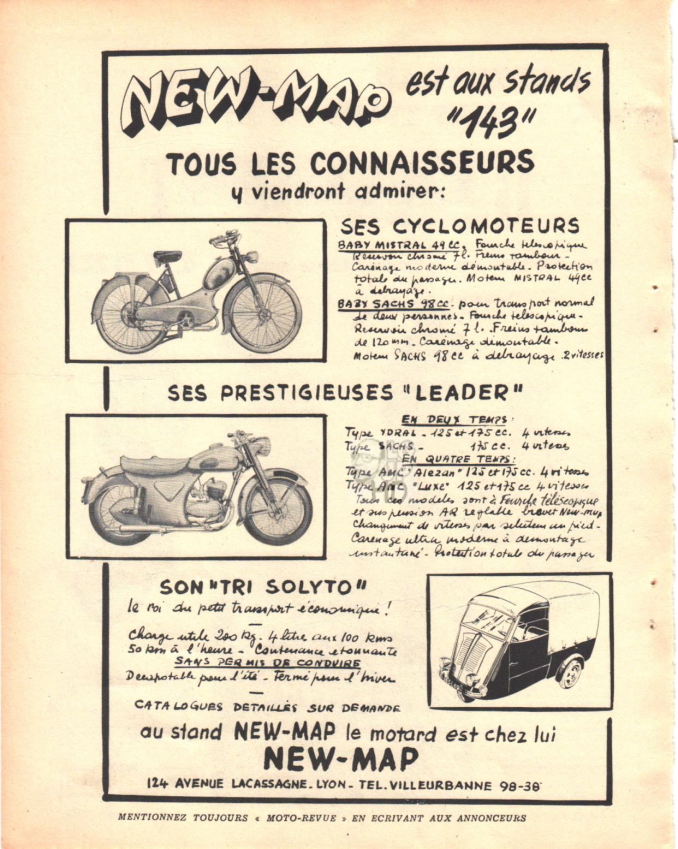 NEW-MAP est aux stands
"143"
TOUS LES CONNAISSEURS
y viendront admirer:
SES CYCLOMOTEURS
BABY MISTRAL 49 CC. Fourche télescopique
Réservoir chromé 7 l. Freins tambour -
Carénage moderne démontable. Protection
totale du passager. Moteur MISTRAL 49cc
à débrayage.
BABY SACHS 98cc. pour transport normal
de deux personnes - Fourche télescopique -
Réservoir chromé 7 l. - Freins tambour
de 120 mm. Carénage démontable -
Moteur SACHS 98 cc à débrayage 2 vitesses
SES PRESTIGIEUSES "LEADER"
EN DEUX TEMPS:
Type YDRAL - 125 et 175 cc. 4 vitesses
Type SACHS - 175 cc. 4 vitesses
EN QUATRE TEMPS:
Type AMC "Alezan" 125 et 175 cc. 4 vitesses
Type AMC "LUXE" 125 et 175 cc 4 vitesses
Tous ces modèles sont à Fourche télescopique
et suspension AR réglable brevet New-Map
Changement de vitesses par sélecteur au pied -
Carénage ultra moderne à démontage
instantané - Protection totale du passager
SON "TRI SOLYTO"
le roi du petit transport économique!
Charge utile 200 kg. 4 litres aux 100 kms
50 km à l'heure - Contenance étonnante
SANS PERMIS DE CONDUIRE
Décapotable pour l'été - Fermé pour l'hiver
CATALOGUES DETAILLÉS SUR DEMANDE
au stand NEW-MAP le motard est chez lui
NEW-MAP
124 AVENUE LACASSAGNE - LYON - TEL. VILLEURBANNE 98-38
MENTIONNEZ TOUJOURS « MOTO-REVUE » EN ECRIVANT AUX ANNONCEURS